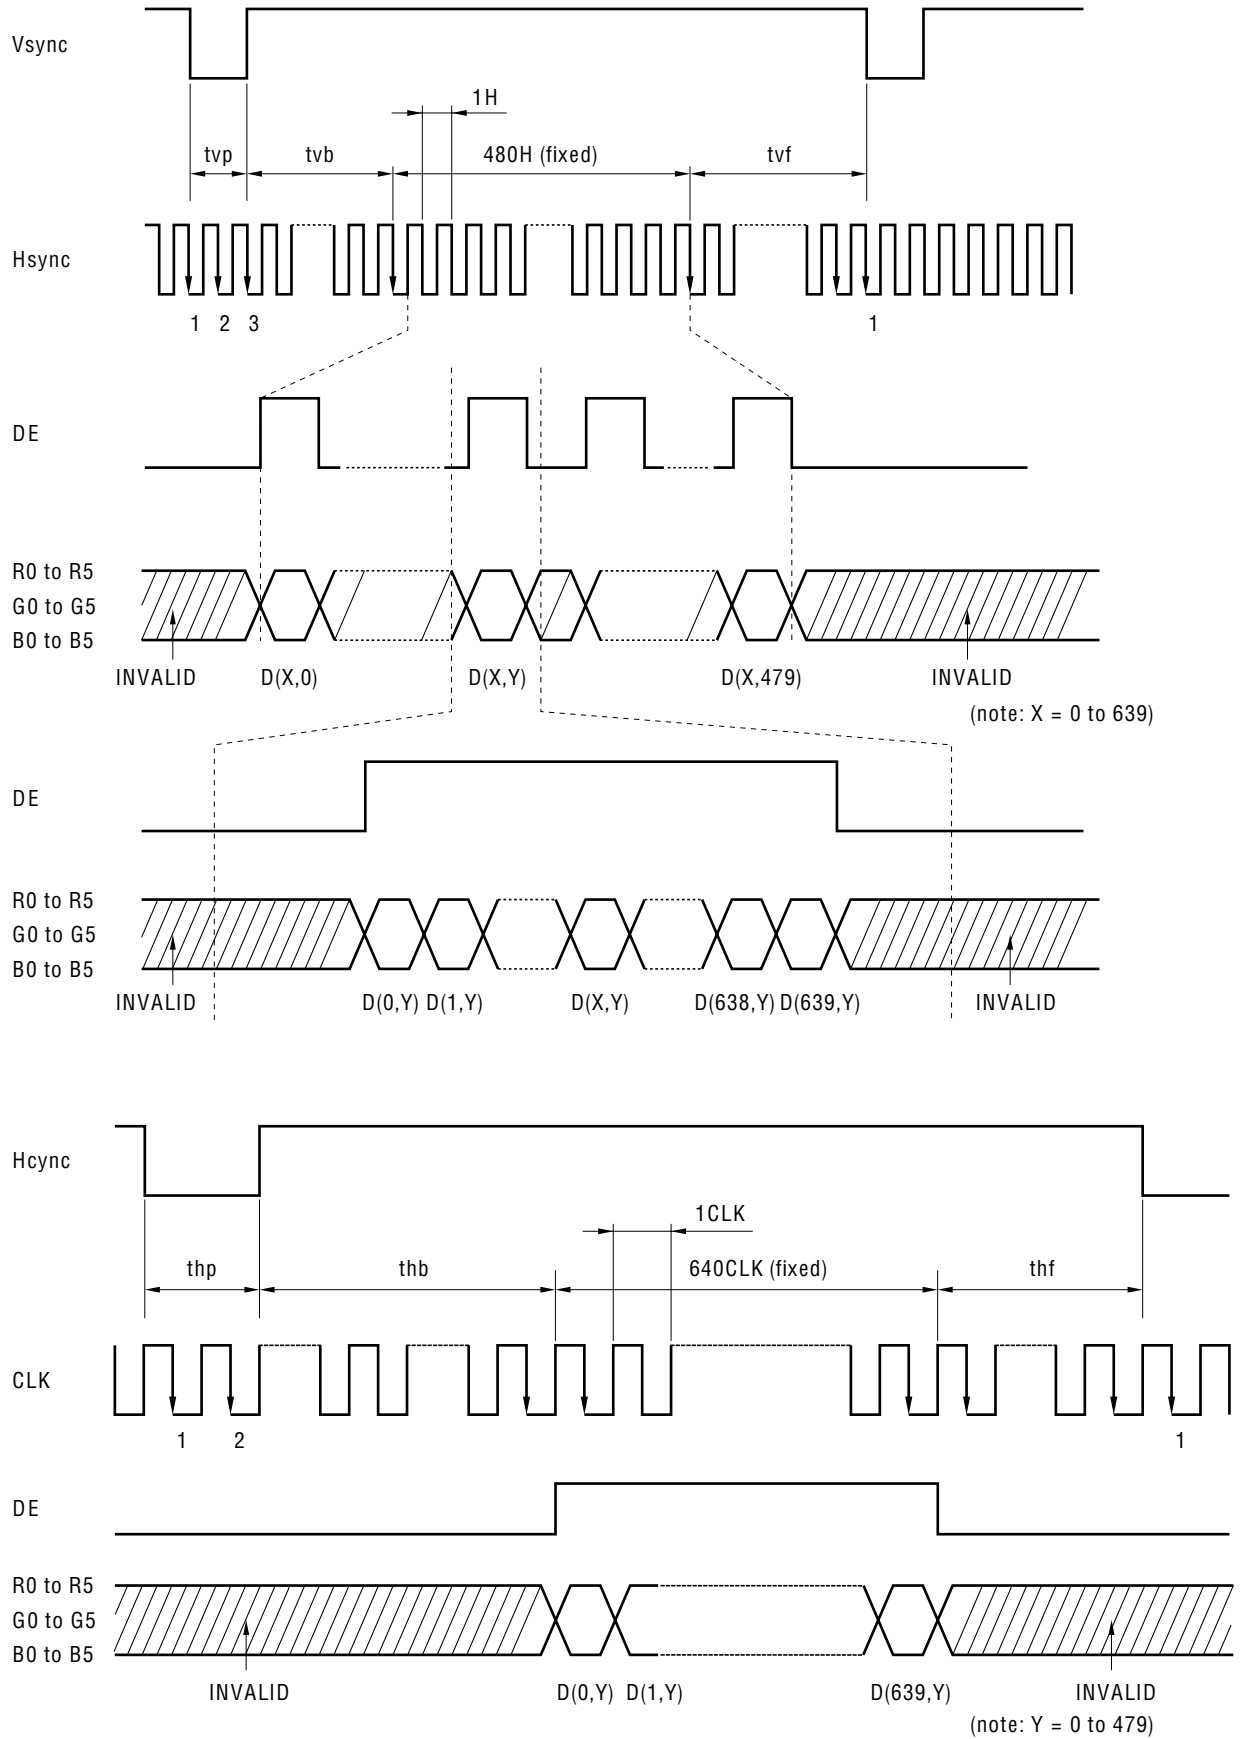 Vsync
1H
tvp tvb 480H (fixed) tvf
Hsync
1 2 3 1
DE
R0 to R5
G0 to G5
B0 to B5
INVALID D(X,0) D(X,Y) D(X,479) INVALID
(note: X = 0 to 639)
DE
R0 to R5
G0 to G5
B0 to B5
INVALID D(0,Y) D(1,Y) D(X,Y) D(638,Y) D(639,Y) INVALID
Hcync
1CLK
thp thb 640CLK (fixed) thf
CLK
1 2 1
DE
R0 to R5
G0 to G5
B0 to B5
INVALID D(0,Y) D(1,Y) D(639,Y) INVALID
(note: Y = 0 to 479)